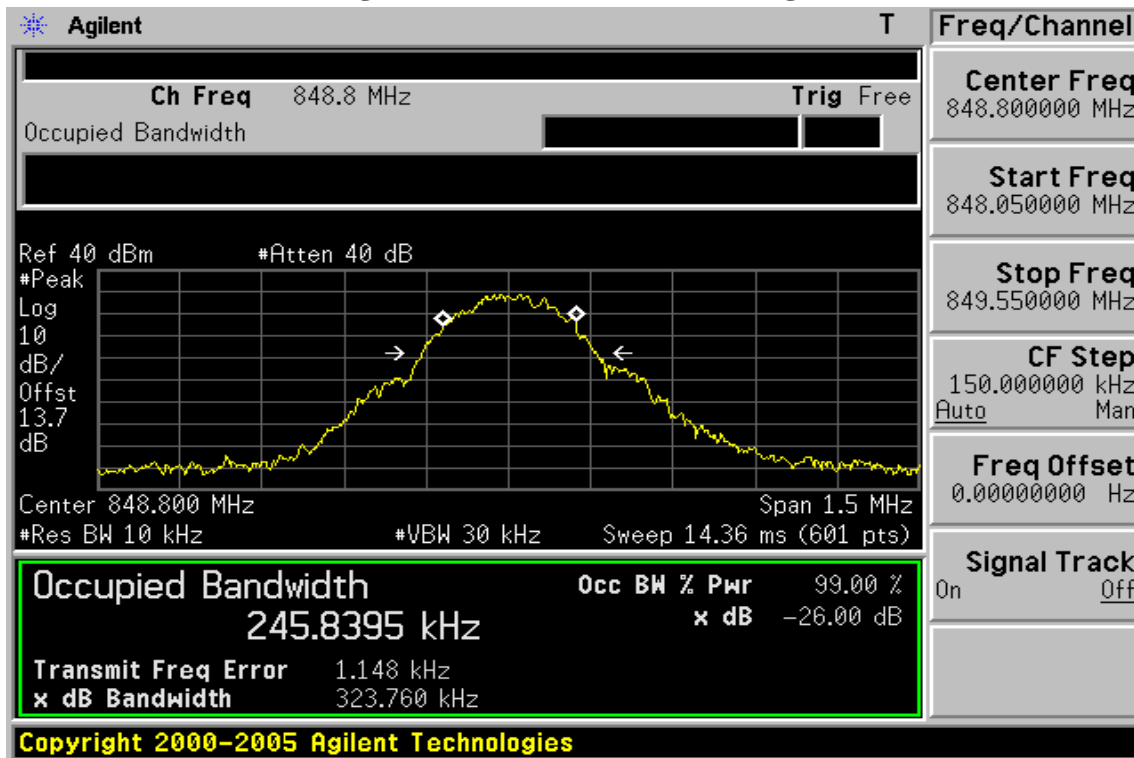 Agilent T Freq/Channel
Ch Freq 848.8 MHz Trig Free
Occupied Bandwidth
Center Freq
848.800000 MHz
Start Freq
848.050000 MHz
Stop Freq
849.550000 MHz
CF Step
150.000000 kHz
Auto Man
Freq Offset
0.00000000 Hz
Signal Track
On Off
Ref 40 dBm #Atten 40 dB
#Peak
Log
10
dB/
Offst
13.7
dB
Center 848.800 MHz Span 1.5 MHz
#Res BW 10 kHz #VBW 30 kHz Sweep 14.36 ms (601 pts)
Occupied Bandwidth Occ BW % Pwr 99.00 %
245.8395 kHz x dB -26.00 dB
Transmit Freq Error 1.148 kHz
x dB Bandwidth 323.760 kHz
Copyright 2000-2005 Agilent Technologies